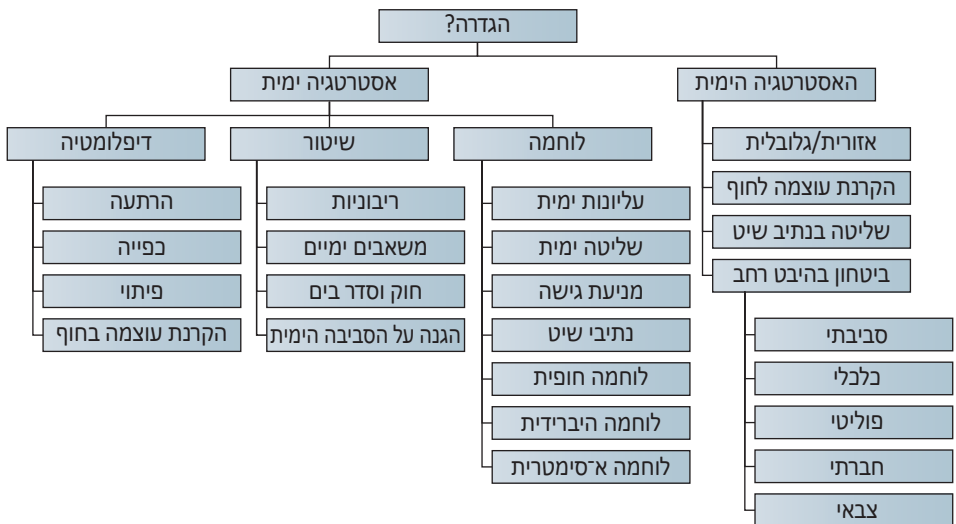 הגדרה?
האסטרטגיה הימית
אזורית/גלובלית
הקרנת עוצמה לחוף
שליטה בנתיב שיט
ביטחון בהיבט רחב
סביבתי
כלכלי
פוליטי
חברתי
צבאי
אסטרטגיה ימית
לוחמה
עליונות ימית
שליטה ימית
מניעת גישה
נתיבי שיט
לוחמה חופית
לוחמה היברידית
לוחמה א־סימטרית
שיטור
ריבוניות
משאבים ימיים
חוק וסדר בים
הגנה על הסביבה הימית
דיפלומטיה
הרתעה
כפייה
פיתוי
הקרנת עוצמה בחוף